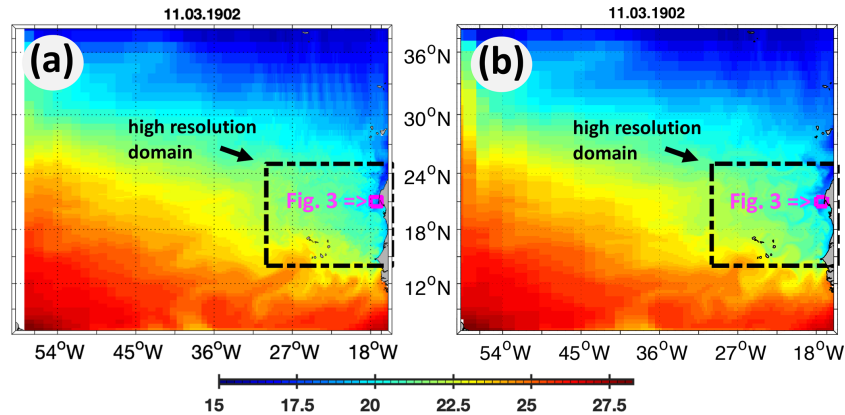 11.03.1902
11.03.1902
(a)
(b)
high resolution
domain
high resolution
domain
Fig. 3 =>
Fig. 3 =>
36°N
30°N
24°N
18°N
12°N
54°W 45°W 36°W 27°W 18°W
54°W 45°W 36°W 27°W 18°W
15 17.5 20 22.5 25 27.5